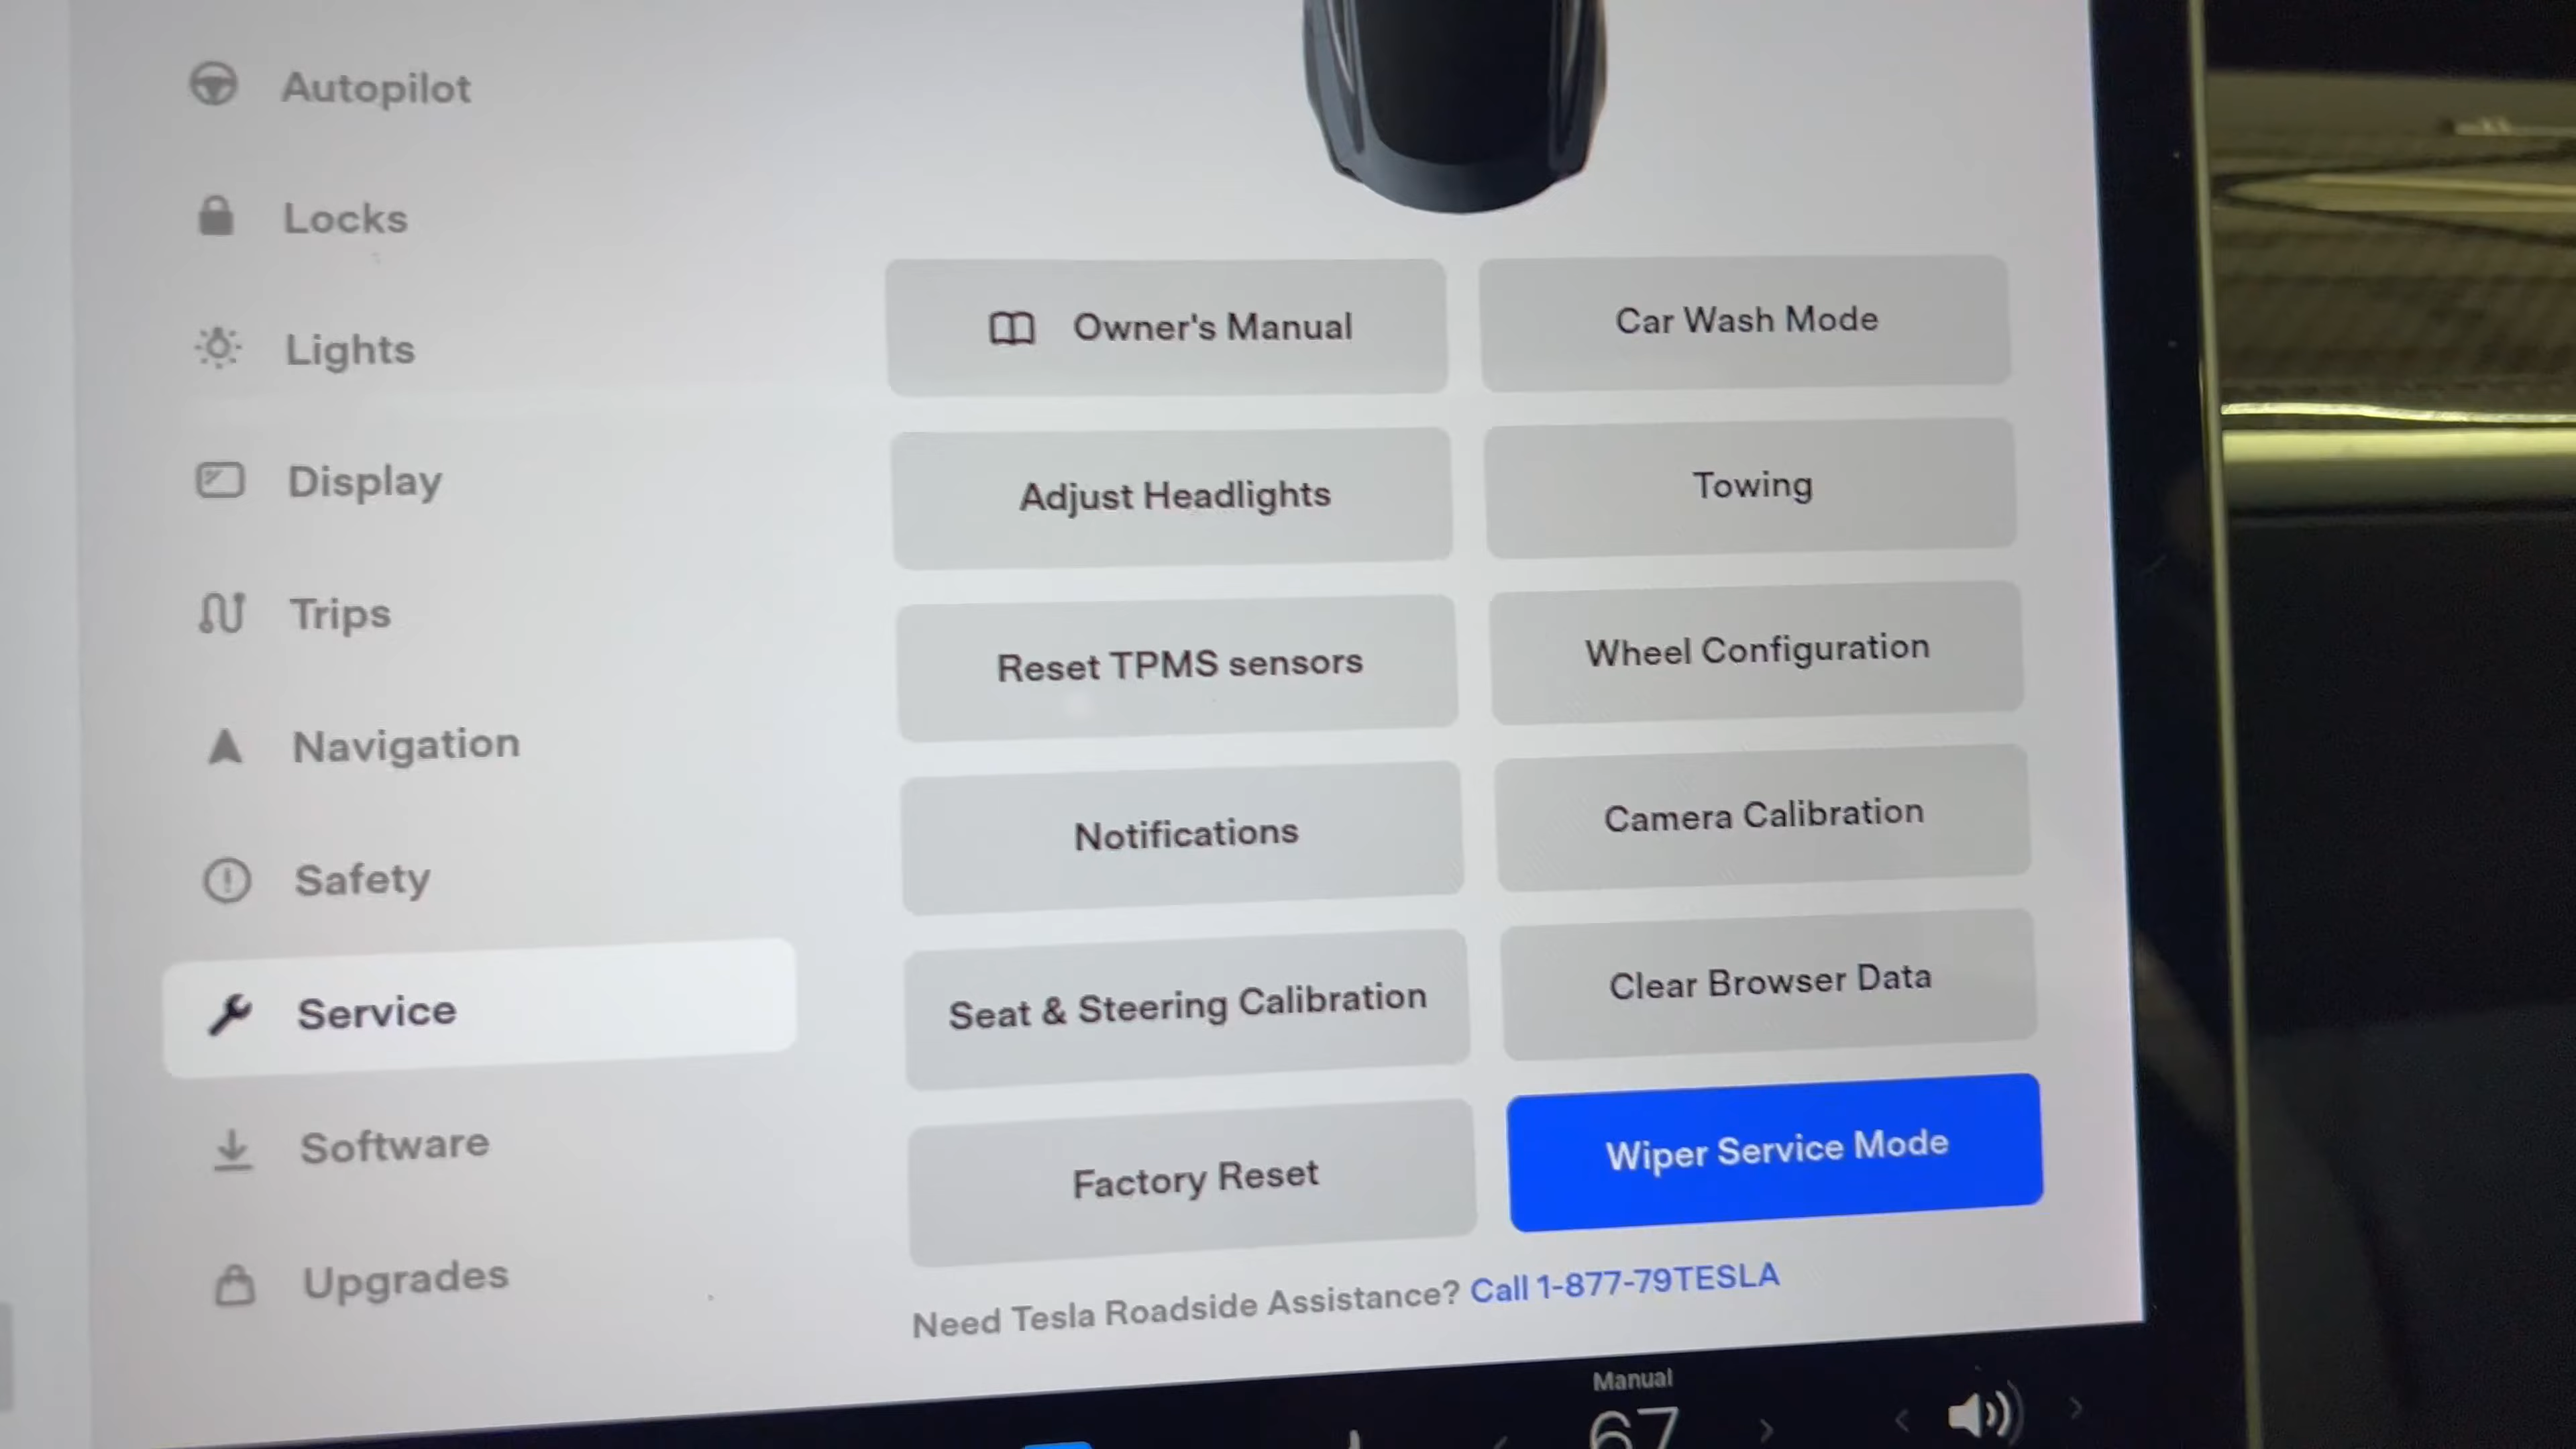 Autopilot
Locks
Lights
Display
Trips
Navigation
Safety
Service
Software
Upgrades
Owner's Manual
Car Wash Mode
Adjust Headlights
Towing
Reset TPMS sensors
Wheel Configuration
Notifications
Camera Calibration
Seat & Steering Calibration
Clear Browser Data
Factory Reset
Wiper Service Mode
Need Tesla Roadside Assistance? Call 1-877-79TESLA
Manual
67